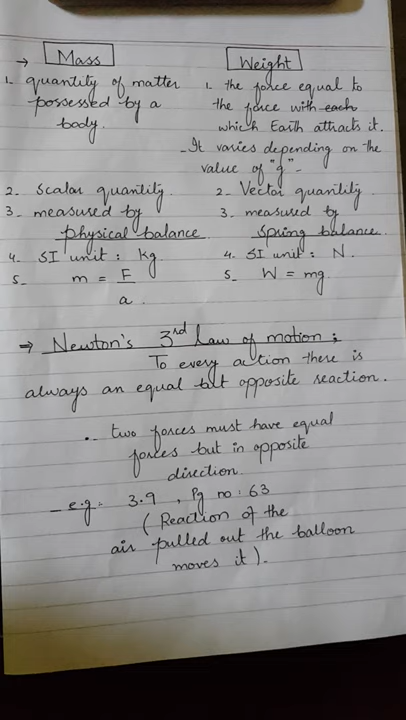 → Mass
1. quantity of matter
possessed by a
body.
2. Scalar quantity.
3. measured by
physical balance
4. SI unit : kg
5. m = F
a.
Weight
1. the force equal to
the force with each
which Earth attracts it.
- It varies depending on the
value of "g".
2. Vector quantity
3. measured by
spring balance.
4. SI unit : N.
5. W = mg.
→ Newton's 3rd Law of motion ;
To every action there is
always an equal but opposite reaction.
∴ two forces must have equal
forces but in opposite
direction.
- e.g:- 3.9 , Pg no : 63
( Reaction of the
air pulled out the balloon
moves it ).